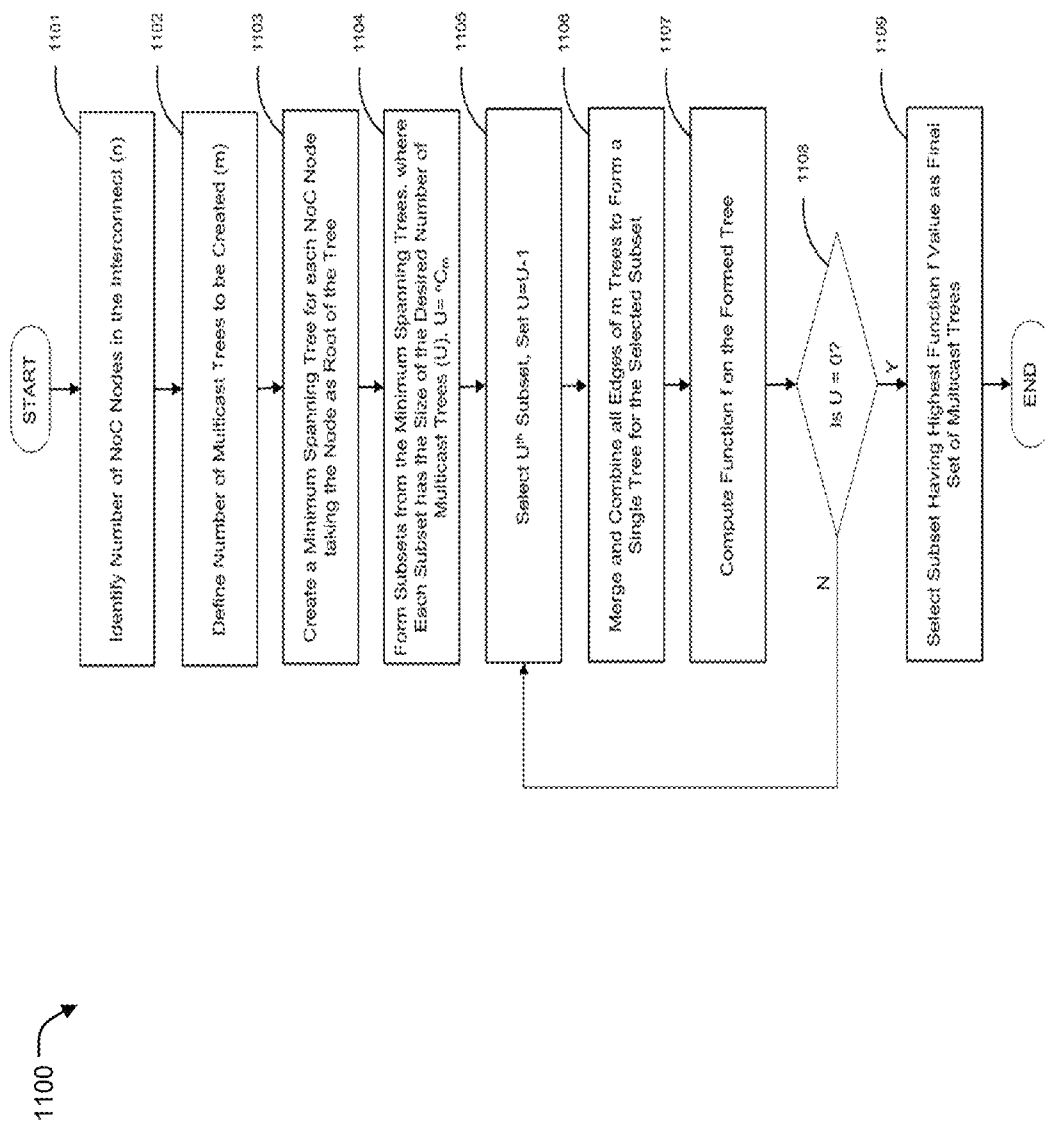 1100
START
1101
Identify Number of NoC Nodes in the Interconnect (n)
1102
Define Number of Multicast Trees to be Created (m)
1103
Create a Minimum Spanning Tree for each NoC Node
taking the Node as Root of the Tree
1104
Form Subsets from the Minimum Spanning Trees, where
Each Subset has the Size of the Desired Number of
Multicast Trees (U), U= ⁿCₘ
1105
Select Uᵗʰ Subset, Set U=U-1
1106
Merge and Combine all Edges of m Trees to Form a
Single Tree for the Selected Subset
1107
Compute Function f on the Formed Tree
1108
Is U = 0?
N
Y
1109
Select Subset Having Highest Function f Value as Final
Set of Multicast Trees
END